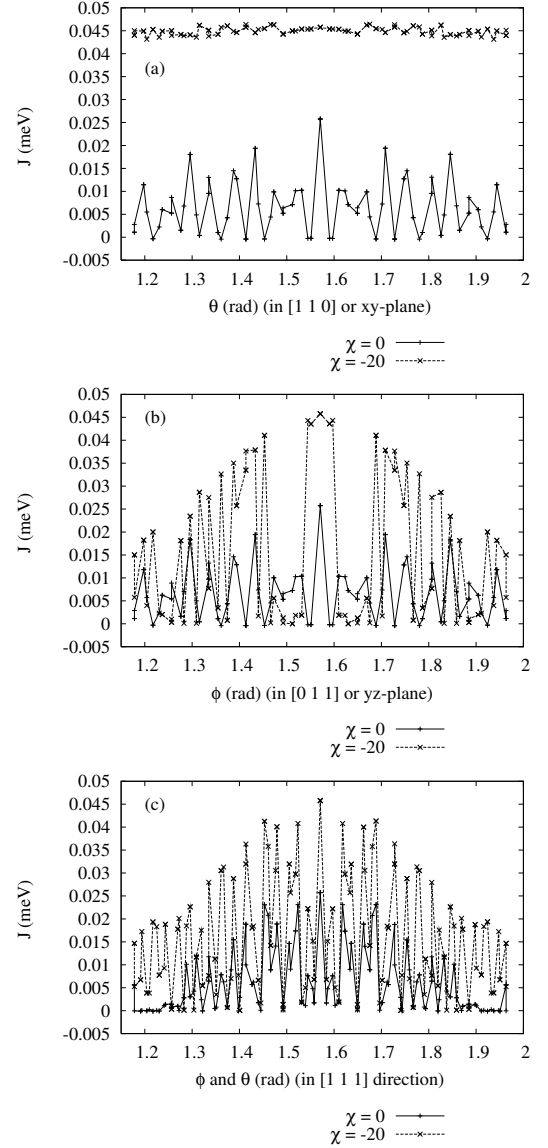 0.05
0.045
0.04
0.035
0.03
0.025
0.02
0.015
0.01
0.005
0
-0.005
J (meV)
(a)
1.2 1.3 1.4 1.5 1.6 1.7 1.8 1.9 2
θ (rad) (in [1 1 0] or xy-plane)
χ = 0
χ = -20
0.05
0.045
0.04
0.035
0.03
0.025
0.02
0.015
0.01
0.005
0
-0.005
J (meV)
(b)
1.2 1.3 1.4 1.5 1.6 1.7 1.8 1.9 2
ϕ (rad) (in [0 1 1] or yz-plane)
χ = 0
χ = -20
0.05
0.045
0.04
0.035
0.03
0.025
0.02
0.015
0.01
0.005
0
-0.005
J (meV)
(c)
1.2 1.3 1.4 1.5 1.6 1.7 1.8 1.9 2
ϕ and θ (rad) (in [1 1 1] direction)
χ = 0
χ = -20